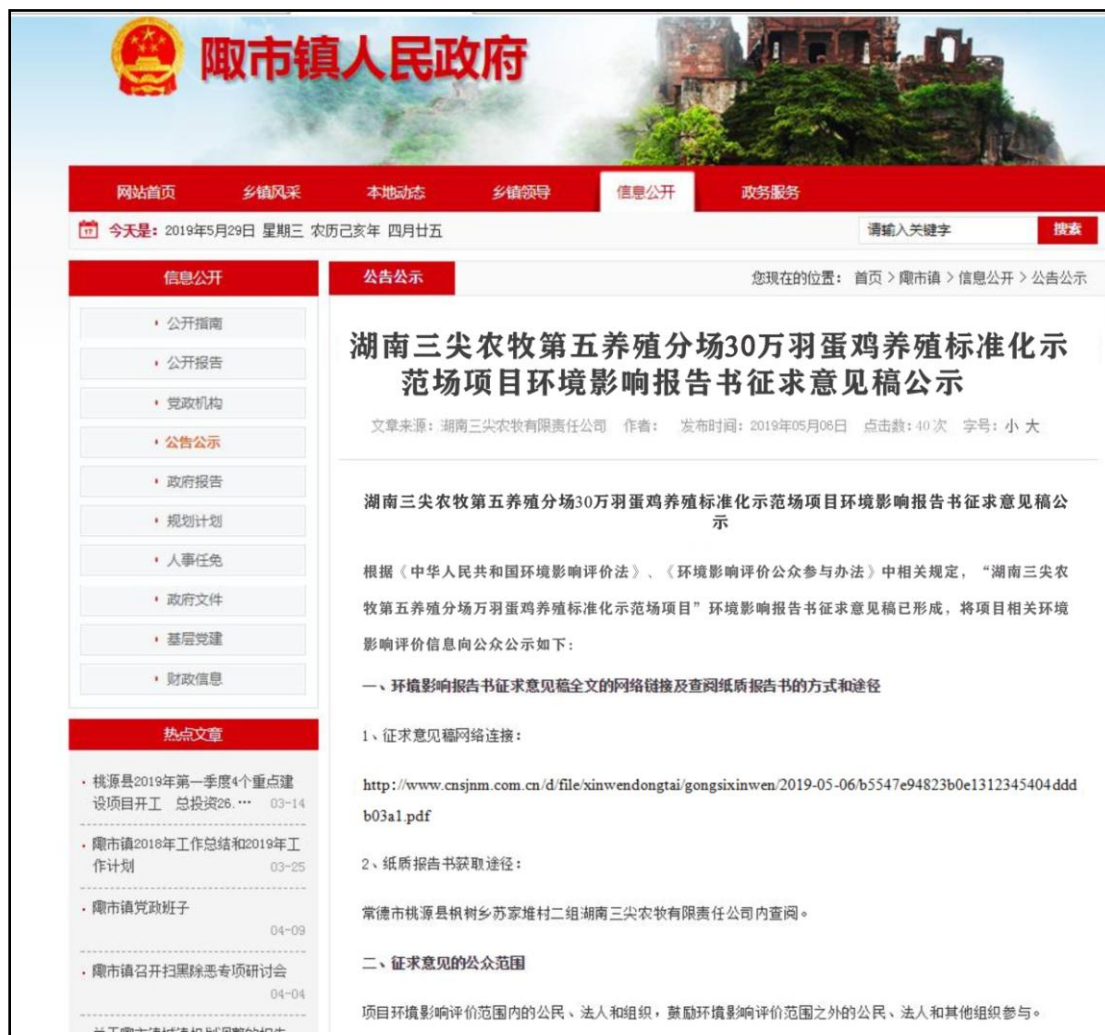 陬市镇人民政府
网站首页 乡镇风采 本地动态 乡镇领导 信息公开 政务服务
今天是：2019年5月29日 星期三 农历己亥年 四月廿五
请输入关键字 搜索
信息公开
公开指南
公开报告
党政机构
公告公示
政府报告
规划计划
人事任免
政府文件
基层党建
财政信息
热点文章
桃源县2019年第一季度4个重点建
设项目开工 总投资26.… 03-14
陬市镇2018年工作总结和2019年工
作计划 03-25
陬市镇党政班子
04-09
陬市镇召开扫黑除恶专项研讨会
04-04
公告公示
您现在的位置： 首页 > 陬市镇 > 信息公开 > 公告公示
湖南三尖农牧第五养殖分场30万羽蛋鸡养殖标准化示
范场项目环境影响报告书征求意见稿公示
文章来源：湖南三尖农牧有限责任公司 作者： 发布时间：2019年05月06日 点击数：40次 字号：小 大
湖南三尖农牧第五养殖分场30万羽蛋鸡养殖标准化示范场项目环境影响报告书征求意见稿公
示
根据《中华人民共和国环境影响评价法》、《环境影响评价公众参与办法》中相关规定，“湖南三尖农
牧第五养殖分场万羽蛋鸡养殖标准化示范场项目”环境影响报告书征求意见稿已形成，将项目相关环境
影响评价信息向公众公示如下：
一、环境影响报告书征求意见稿全文的网络链接及查阅纸质报告书的方式和途径
1、征求意见稿网络连接：
http://www.cnsjnm.com.cn/d/file/xinwendongtai/gongsixinwen/2019-05-06/b5547e94823b0e1312345404ddd
b03a1.pdf
2、纸质报告书获取途径：
常德市桃源县枫树乡苏家堆村二组湖南三尖农牧有限责任公司内查阅。
二、征求意见的公众范围
项目环境影响评价范围内的公民、法人和组织，鼓励环境影响评价范围之外的公民、法人和其他组织参与。